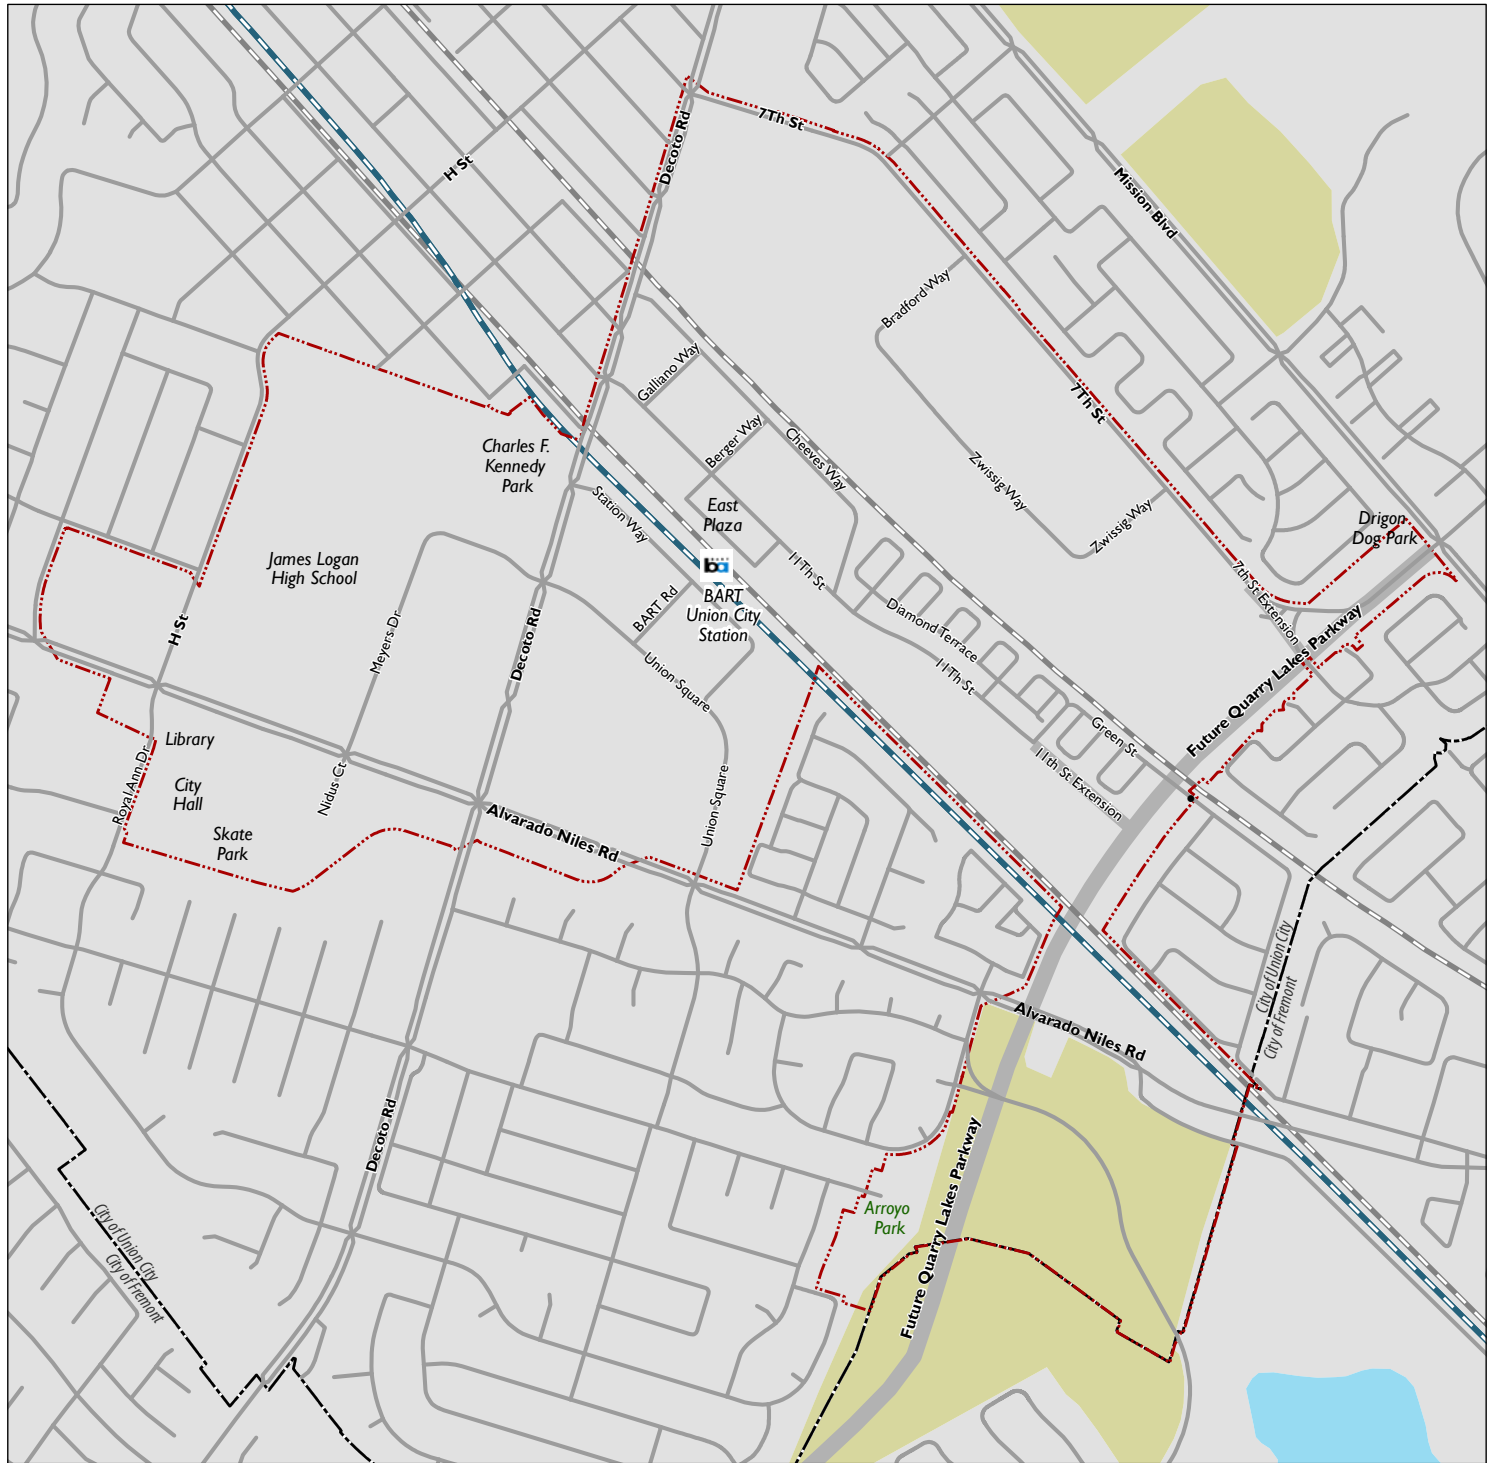 7Th St
Decoto Rd
H St
Mission Blvd
Bradford Way
Galliano Way
7Th St
Berger Way
Cheeves Way
Charles F.
Kennedy
Park
Zwissig Way
Station Way
East
Plaza
Zwissig Way
Drigon
Dog Park
James Logan
High School
ba
11Th St
BART
Union City
Station
BART Rd
7th St Extension
Diamond Terrace
H St
Meyers Dr
Decoto Rd
Union Square
11Th St
Future Quarry Lakes Parkway
Library
Green St
Royal Ann Dr
City
Hall
Nidus Ct
Union Square
11th St Extension
Skate
Park
Alvarado Niles Rd
City of Union City
City of Fremont
Alvarado Niles Rd
Decoto Rd
Future Quarry Lakes Parkway
Arroyo
Park
City of Union City
City of Fremont
Future Quarry Lakes Parkway